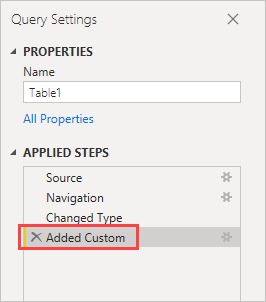 Query Settings
PROPERTIES
Name
Table1
All Properties
APPLIED STEPS
Source
Navigation
Changed Type
Added Custom